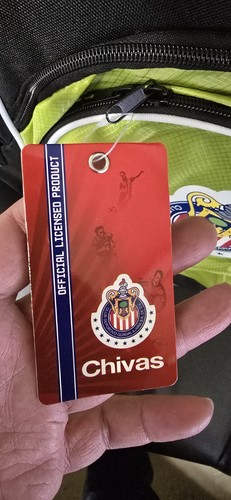 OFFICIAL LICENSED PRODUCT
Chivas